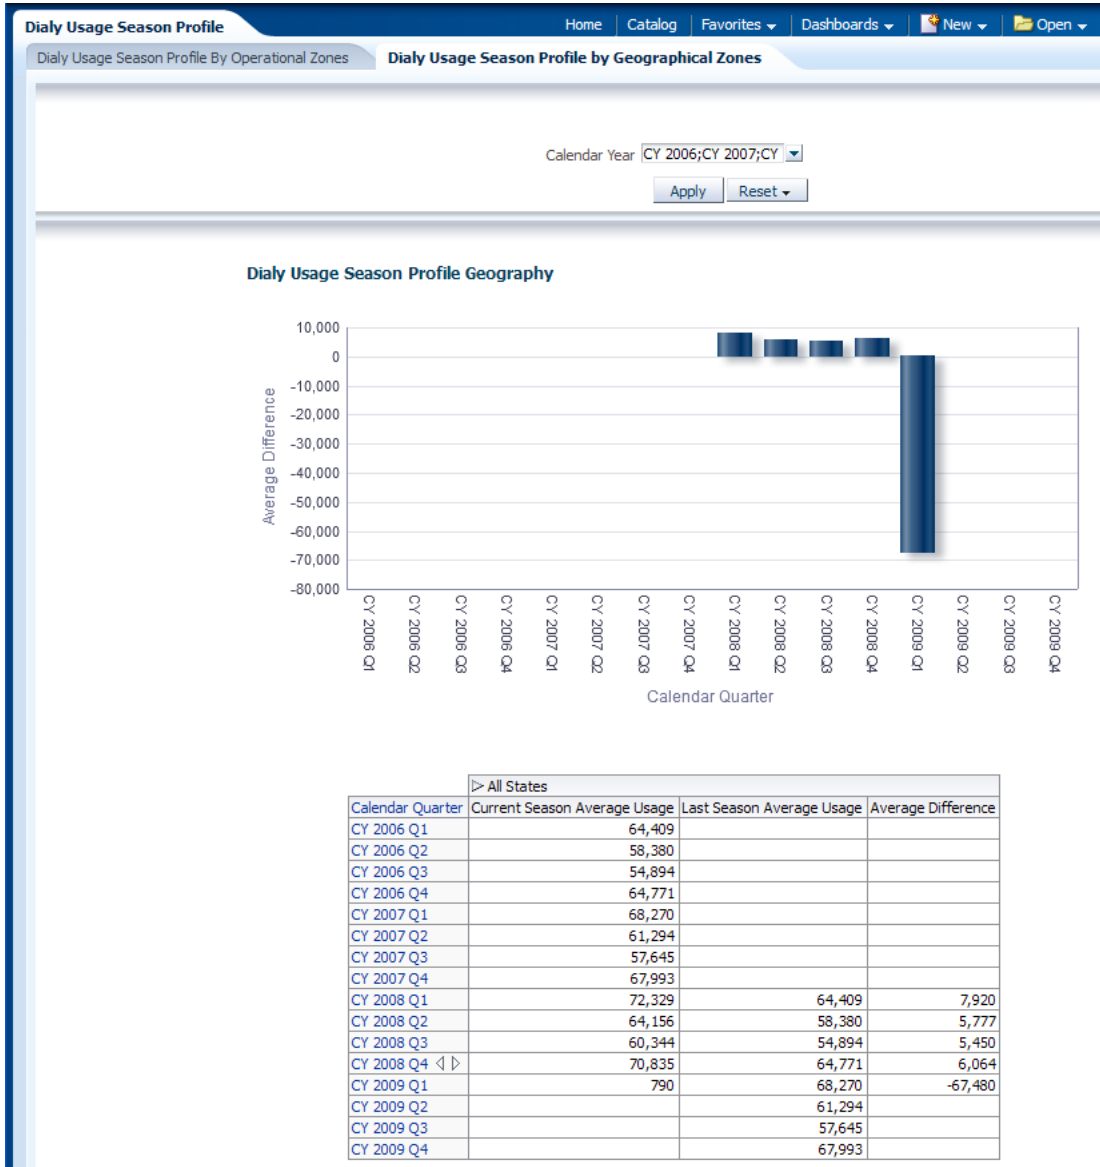 Dialy Usage Season Profile
Home Catalog Favorites Dashboards New Open
Dialy Usage Season Profile By Operational Zones Dialy Usage Season Profile by Geographical Zones
Calendar Year CY 2006;CY 2007;CY
Apply Reset
Dialy Usage Season Profile Geography
10,000
0
-10,000
-20,000
-30,000
-40,000
-50,000
-60,000
-70,000
-80,000
Average Difference
CY 2006 Q1 CY 2006 Q2 CY 2006 Q3 CY 2006 Q4 CY 2007 Q1 CY 2007 Q2 CY 2007 Q3 CY 2007 Q4 CY 2008 Q1 CY 2008 Q2 CY 2008 Q3 CY 2008 Q4 CY 2009 Q1 CY 2009 Q2 CY 2009 Q3 CY 2009 Q4
Calendar Quarter
All States
Calendar Quarter Current Season Average Usage Last Season Average Usage Average Difference
CY 2006 Q1 64,409
CY 2006 Q2 58,380
CY 2006 Q3 54,894
CY 2006 Q4 64,771
CY 2007 Q1 68,270
CY 2007 Q2 61,294
CY 2007 Q3 57,645
CY 2007 Q4 67,993
CY 2008 Q1 72,329 64,409 7,920
CY 2008 Q2 64,156 58,380 5,777
CY 2008 Q3 60,344 54,894 5,450
CY 2008 Q4 70,835 64,771 6,064
CY 2009 Q1 790 68,270 -67,480
CY 2009 Q2 61,294
CY 2009 Q3 57,645
CY 2009 Q4 67,993